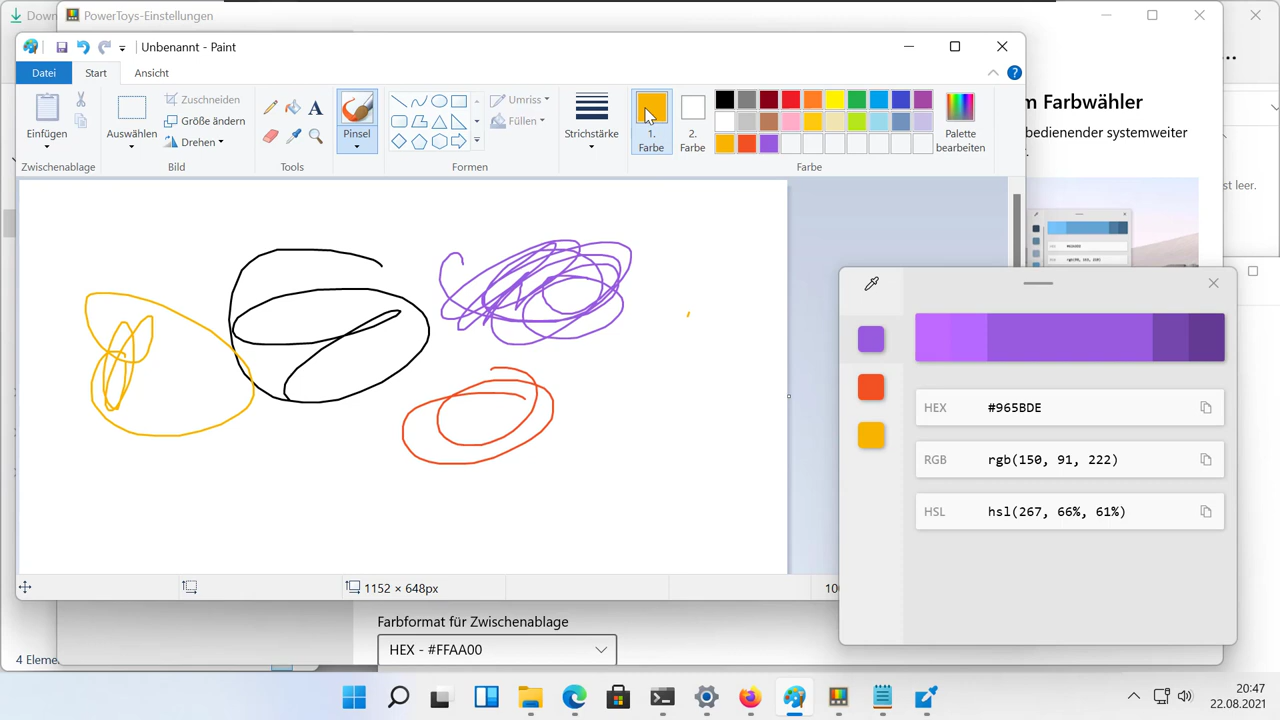 Down
PowerToys-Einstellungen
Unbenannt - Paint
Datei Start Ansicht
Einfügen
Zwischenablage
Auswählen
Zuschneiden
Größe ändern
Drehen
Bild
A
Tools
Pinsel
Umriss
Füllen
Formen
Strichstärke
1.
Farbe
2.
Farbe
Palette
bearbeiten
Farbe
m Farbwähler
bedienender systemweiter
st leer.
HEX #965BDE
RGB rgb(150, 91, 222)
HSL hsl(267, 66%, 61%)
1152 × 648px
10
Farbformat für Zwischenablage
HEX - #FFAA00
4 Eleme
20:47
22.08.2021